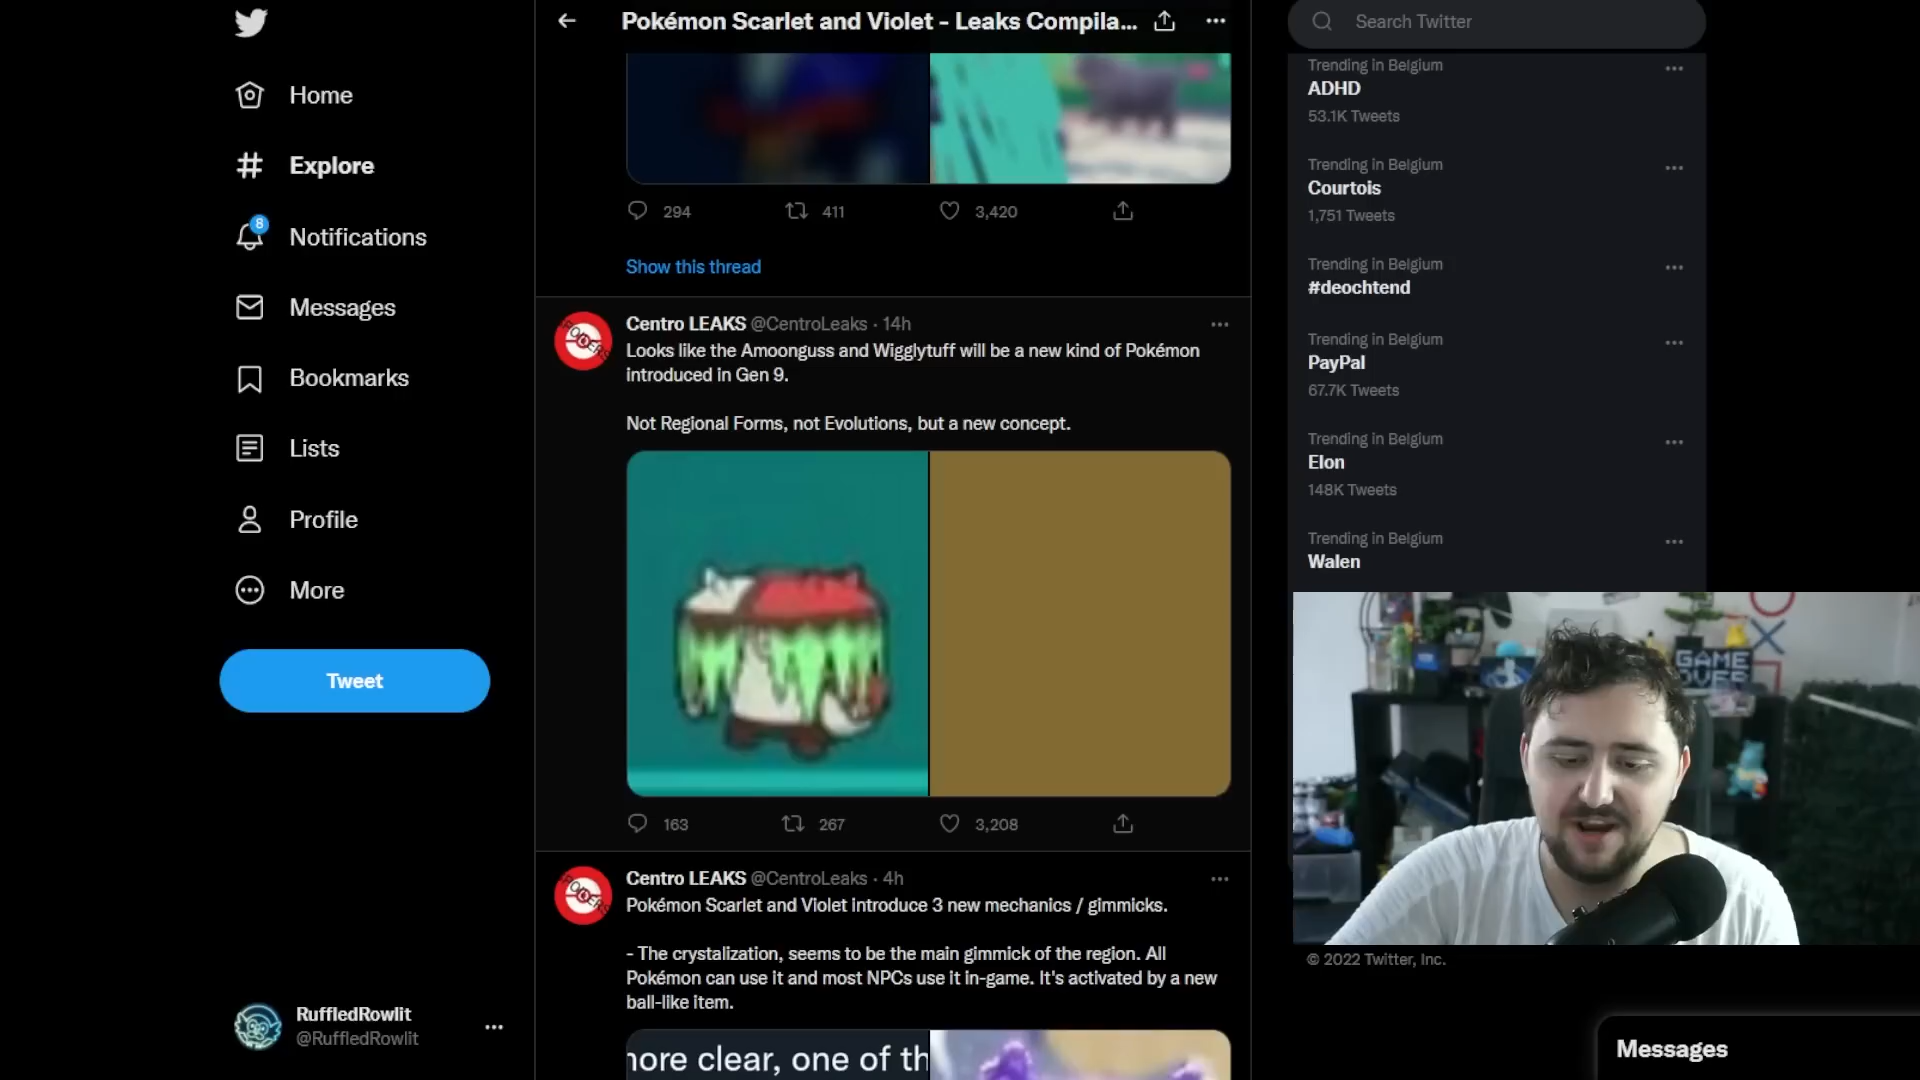 Pokémon Scarlet and Violet - Leaks Compila...
Search Twitter
Home
Explore
8
Notifications
Messages
Bookmarks
Lists
Profile
More
Tweet
RuffledRowlit
@RuffledRowlit
294
411
3,420
Show this thread
Centro LEAKS @CentroLeaks · 14h
Looks like the Amoonguss and Wigglytuff will be a new kind of Pokémon
introduced in Gen 9.
Not Regional Forms, not Evolutions, but a new concept.
163
267
3,208
Centro LEAKS @CentroLeaks · 4h
Pokémon Scarlet and Violet introduce 3 new mechanics / gimmicks.
- The crystalization, seems to be the main gimmick of the region. All
Pokémon can use it and most NPCs use it in-game. It's activated by a new
ball-like item.
more clear, one of th
Trending in Belgium
ADHD
53.1K Tweets
Trending in Belgium
Courtois
1,751 Tweets
Trending in Belgium
#deochtend
Trending in Belgium
PayPal
67.7K Tweets
Trending in Belgium
Elon
148K Tweets
Trending in Belgium
Walen
GAME
OVER
© 2022 Twitter, Inc.
Messages